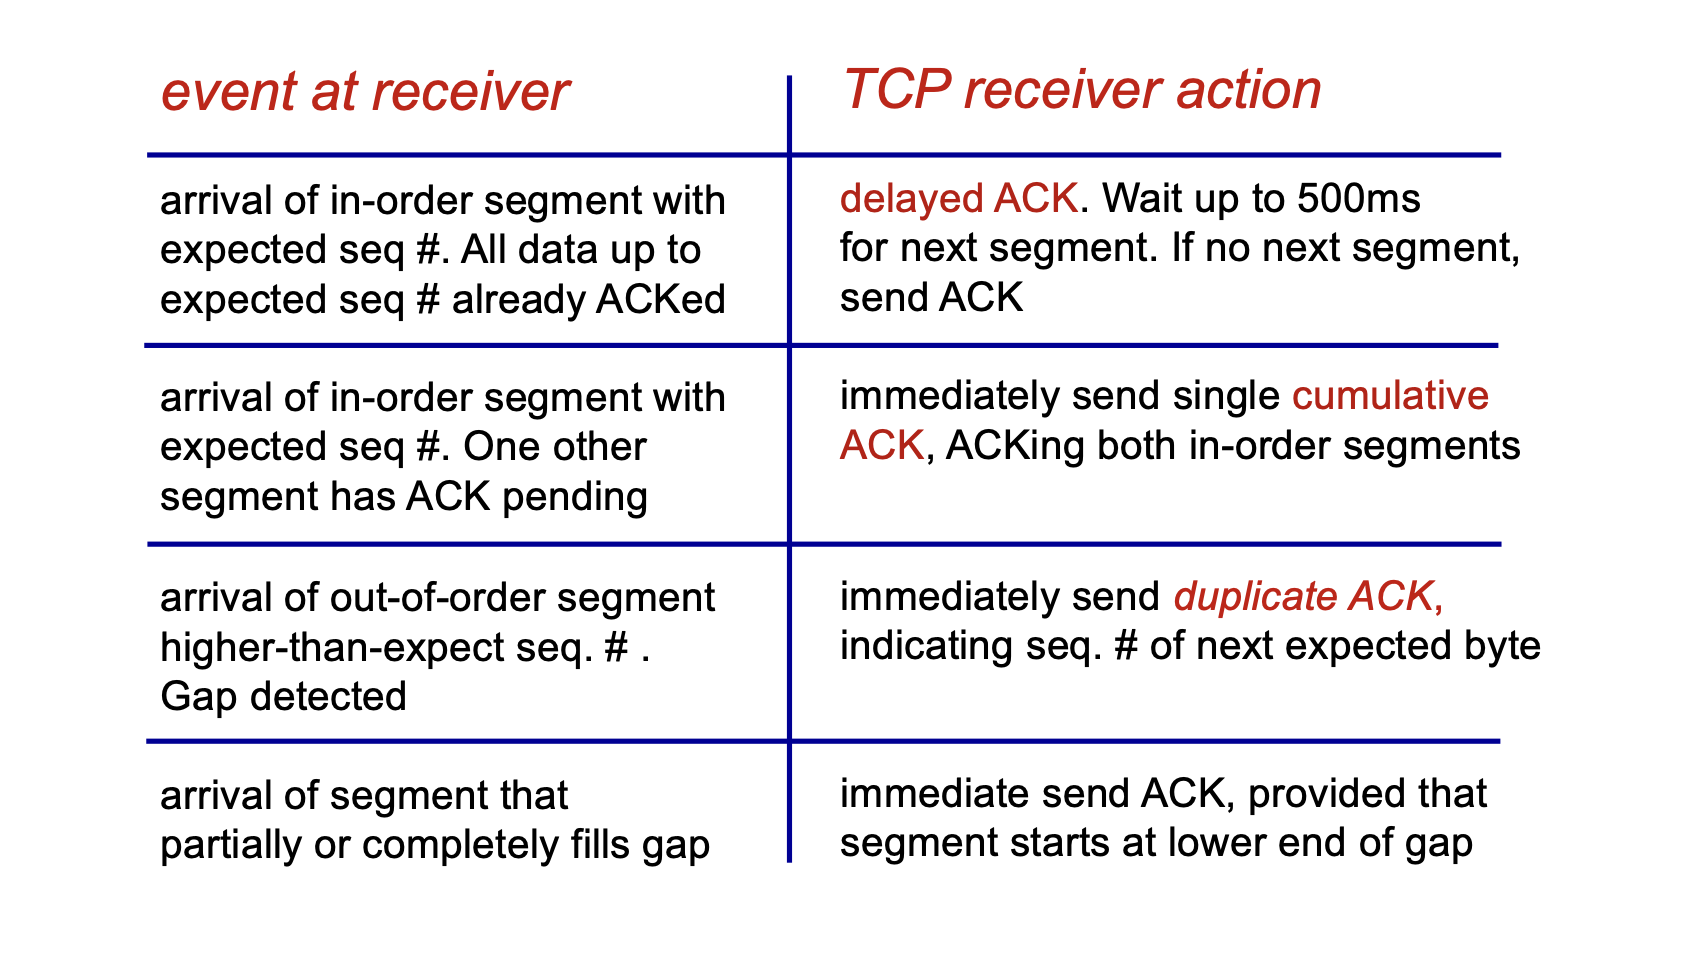 event at receiver
TCP receiver action
arrival of in-order segment with
expected seq #. All data up to
expected seq # already ACKed
delayed ACK. Wait up to 500ms
for next segment. If no next segment,
send ACK
arrival of in-order segment with
expected seq #. One other
segment has ACK pending
immediately send single cumulative
ACK, ACKing both in-order segments
arrival of out-of-order segment
higher-than-expect seq. # .
Gap detected
immediately send duplicate ACK,
indicating seq. # of next expected byte
arrival of segment that
partially or completely fills gap
immediate send ACK, provided that
segment starts at lower end of gap